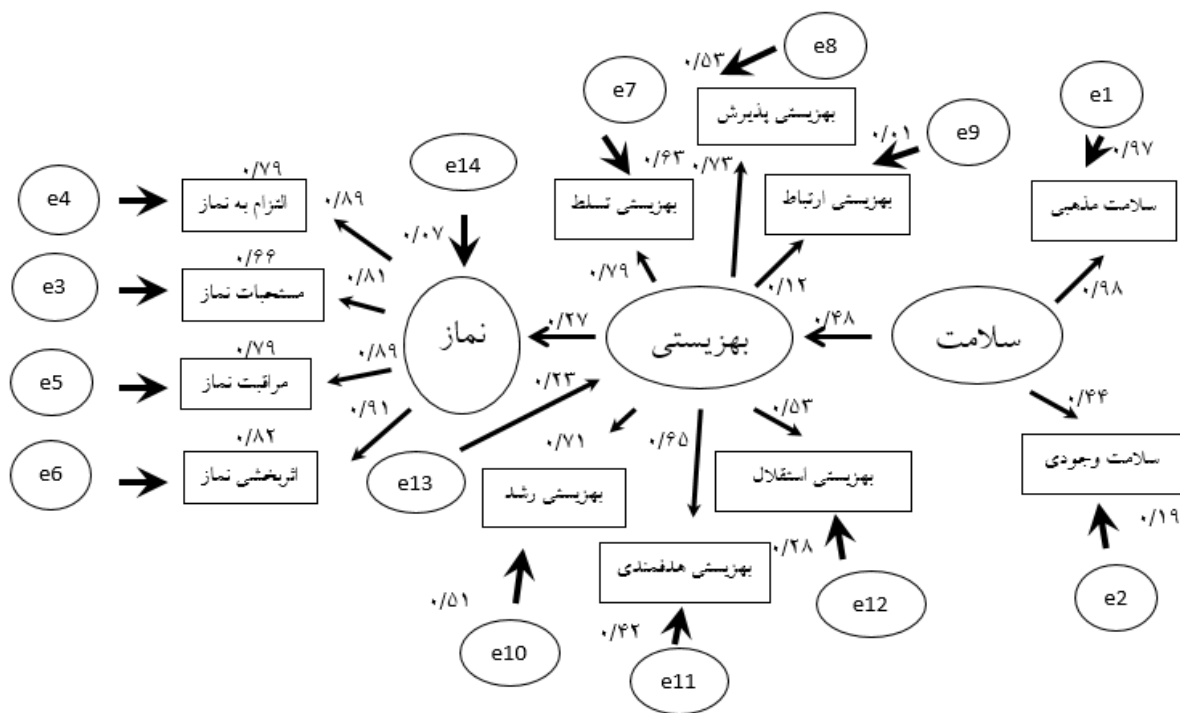 e8
۰/۵۳
e7
بهزیستی پذیرش
e1
e9
۰/۰۱
e14
۰/۹۷
۰/۶۳
۰/۷۳
۰/۷۹
e4
التزام به نماز
۰/۸۹
بهزیستی تسلط
بهزیستی ارتباط
سلامت مذهبی
۰/۰۷
۰/۶۶
e3
مستحبات نماز
۰/۸۱
۰/۷۹
۰/۱۲
۰/۹۸
نماز
۰/۲۷
بهزیستی
۰/۴۸
سلامت
۰/۷۹
e5
مراقبت نماز
۰/۸۹
۰/۲۳
۰/۹۱
۰/۵۳
۰/۴۴
۰/۸۲
۰/۷۱
۰/۶۵
e6
اثربخشی نماز
e13
بهزیستی رشد
بهزیستی استقلال
سلامت وجودی
۰/۱۹
۰/۲۸
بهزیستی هدفمندی
۰/۵۱
e12
e2
۰/۴۲
e10
e11